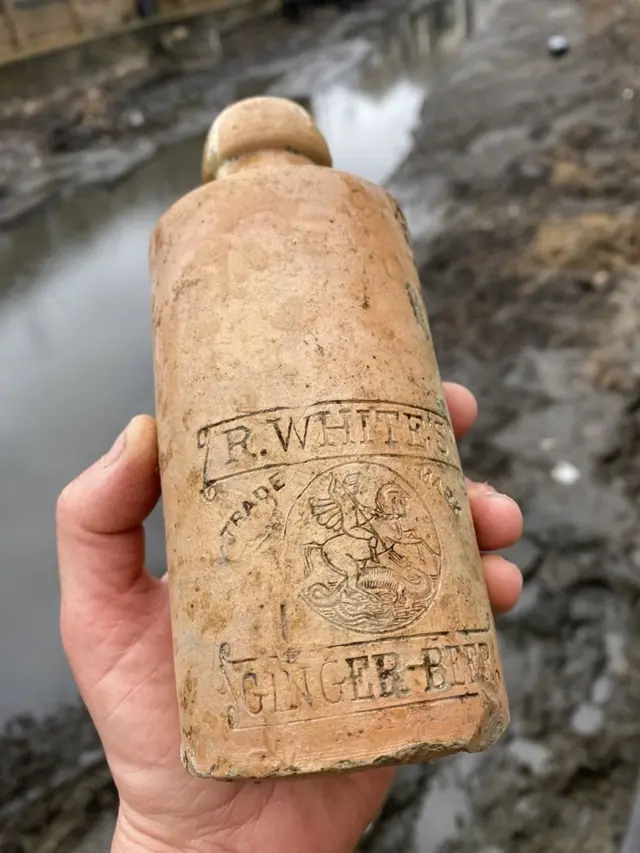 R. WHITE'S
TRADE MARK
GINGER-BEER